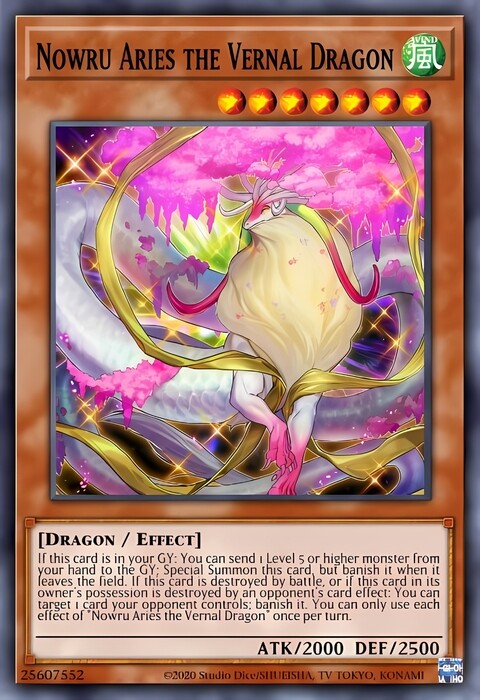 NOWRU ARIES THE VERNAL DRAGON
WIND
風
[DRAGON / EFFECT]
If this card is in your GY: You can send 1 Level 5 or higher monster from
your hand to the GY; Special Summon this card, but banish it when it
leaves the field. If this card is destroyed by battle, or if this card in its
owner's possession is destroyed by an opponent's card effect: You can
target 1 card your opponent controls; banish it. You can only use each
effect of "Nowru Aries the Vernal Dragon" once per turn.
ATK/2000 DEF/2500
25607552
©2020 Studio Dice/SHUEISHA, TV TOKYO, KONAMI